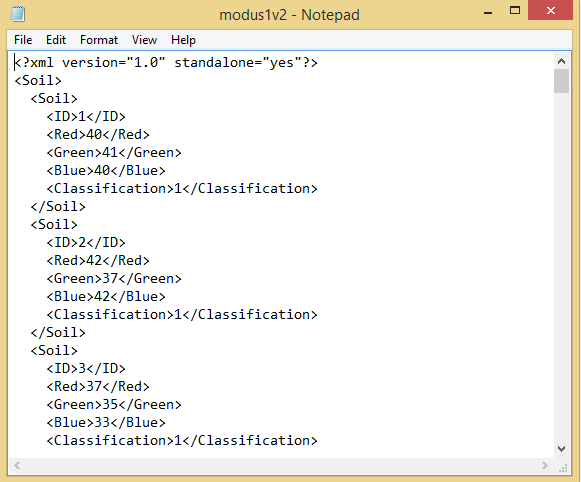 modus1v2 - Notepad
File Edit Format View Help
<?xml version="1.0" standalone="yes"?>
<Soil>
  <Soil>
    <ID>1</ID>
    <Red>40</Red>
    <Green>41</Green>
    <Blue>40</Blue>
    <Classification>1</Classification>
  </Soil>
  <Soil>
    <ID>2</ID>
    <Red>42</Red>
    <Green>37</Green>
    <Blue>42</Blue>
    <Classification>1</Classification>
  </Soil>
  <Soil>
    <ID>3</ID>
    <Red>37</Red>
    <Green>35</Green>
    <Blue>33</Blue>
    <Classification>1</Classification>